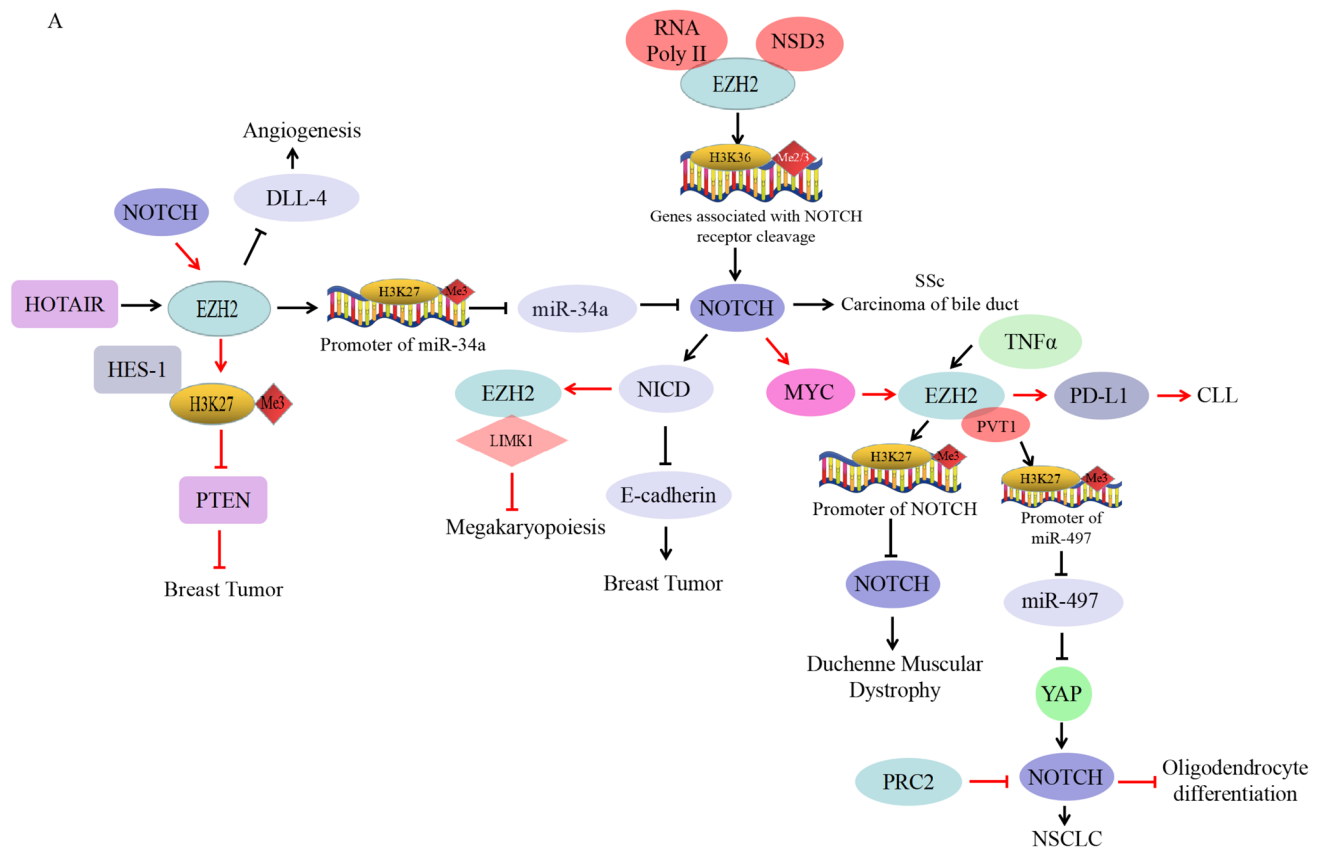 A
RNA
Poly II
NSD3
EZH2
H3K36
Me2/3
Genes associated with NOTCH
receptor cleavage
Angiogenesis
DLL-4
NOTCH
HOTAIR
EZH2
H3K27
Me3
Promoter of miR-34a
miR-34a
NOTCH
SSc
Carcinoma of bile duct
HES-1
H3K27
Me3
PTEN
Breast Tumor
EZH2
LIMK1
Megakaryopoiesis
NICD
E-cadherin
Breast Tumor
MYC
TNFα
EZH2
PVT1
PD-L1
CLL
H3K27
Me3
Promoter of NOTCH
NOTCH
Duchenne Muscular
Dystrophy
H3K27
Me3
Promoter of
miR-497
miR-497
YAP
PRC2
NOTCH
Oligodendrocyte
differentiation
NSCLC